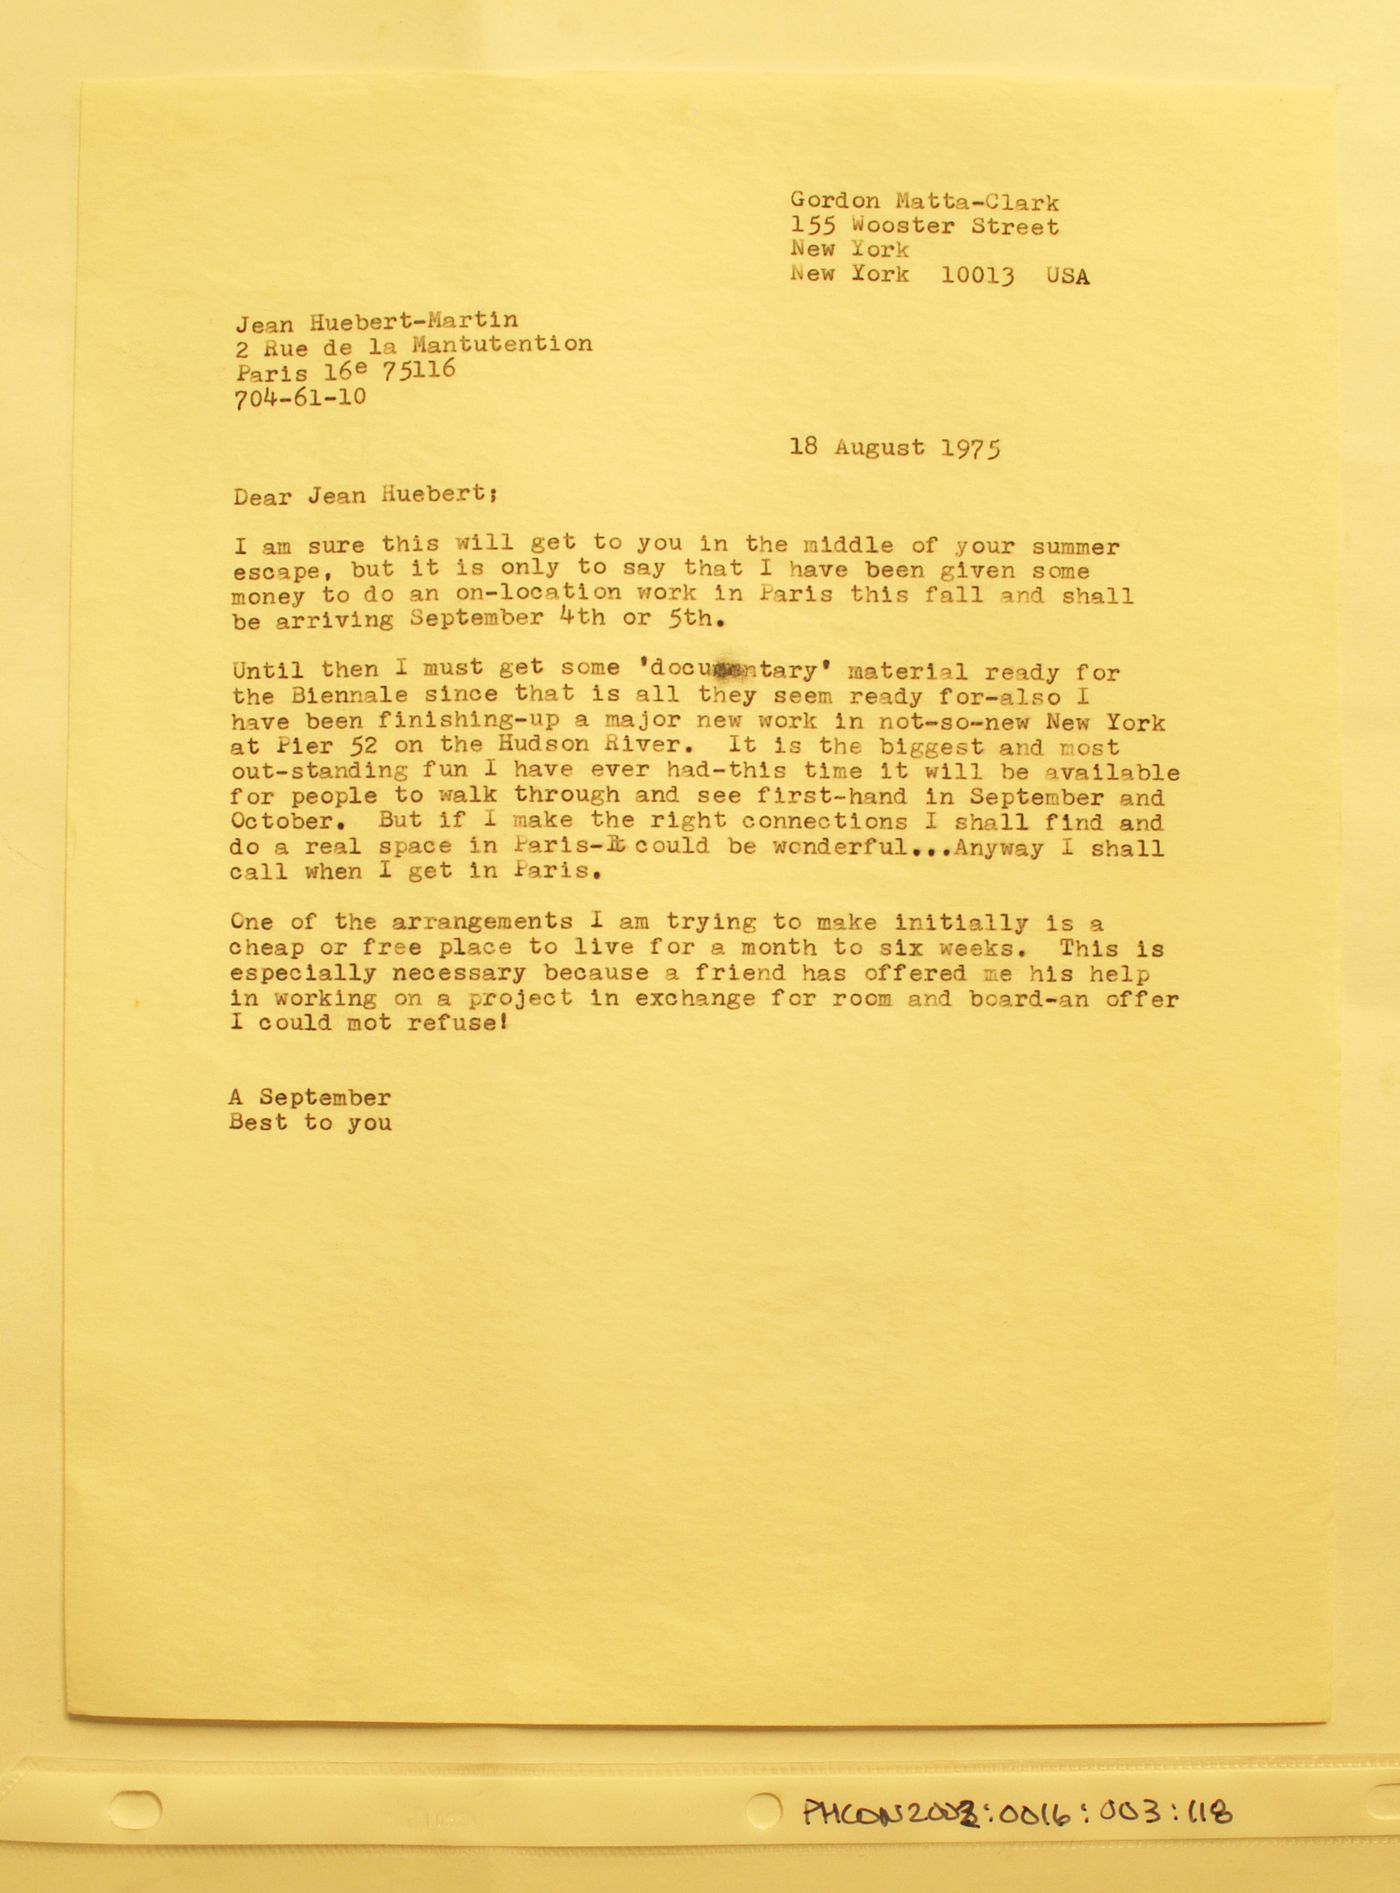 Gordon Matta-Clark
155 Wooster Street
New York
New York  10013  USA
Jean Huebert-Martin
2 Rue de la Mantutention
Paris 16e 75116
704-61-10
18 August 1975
Dear Jean Huebert;
I am sure this will get to you in the middle of your summer
escape, but it is only to say that I have been given some
money to do an on-location work in Paris this fall and shall
be arriving September 4th or 5th.
Until then I must get some 'documentary' material ready for
the Biennale since that is all they seem ready for-also I
have been finishing-up a major new work in not-so-new New York
at Pier 52 on the Hudson River.  It is the biggest and most
out-standing fun I have ever had-this time it will be available
for people to walk through and see first-hand in September and
October.  But if I make the right connections I shall find and
do a real space in Paris-It could be wonderful...Anyway I shall
call when I get in Paris.
One of the arrangements I am trying to make initially is a
cheap or free place to live for a month to six weeks.  This is
especially necessary because a friend has offered me his help
in working on a project in exchange for room and board-an offer
I could mot refuse!
A September
Best to you
PHCON2002:0016:003:118